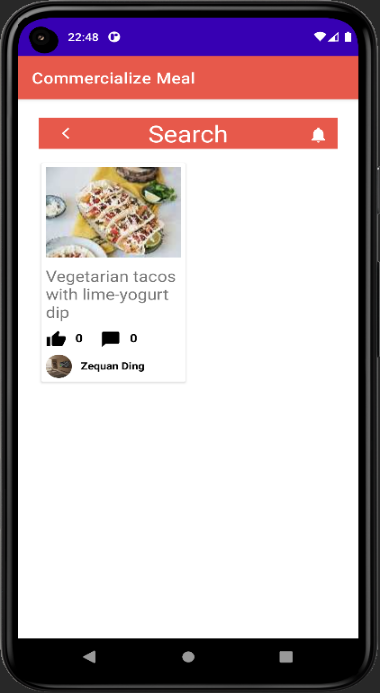 22:48
Commercialize Meal
Search
Vegetarian tacos
with lime-yogurt
dip
0 0
Zequan Ding